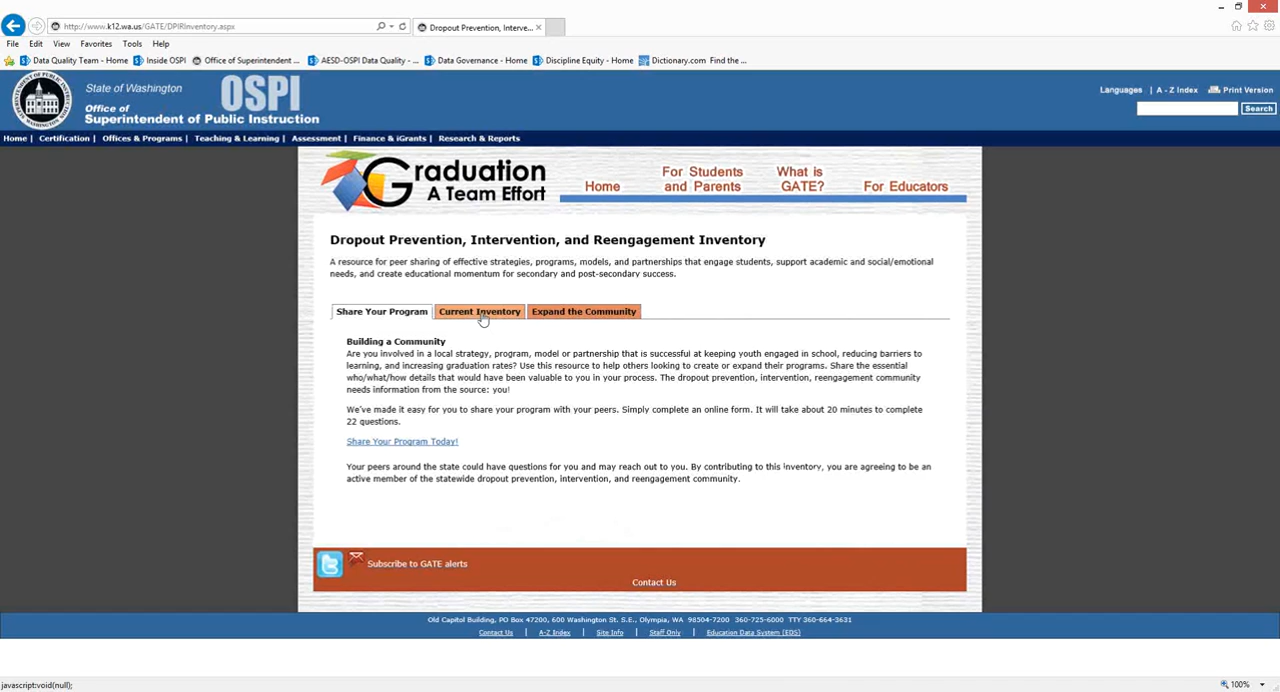 http://www.k12.wa.us/GATE/DPIRInventory.aspx
Dropout Prevention, Interve...
File Edit View Favorites Tools Help
Data Quality Team - Home Inside OSPI Office of Superintendent ... AESD-OSPI Data Quality - ... Data Governance - Home Discipline Equity - Home Dictionary.com Find the ...
State of Washington OSPI
Office of
Superintendent of Public Instruction
Languages | A - Z Index | Print Version
Search
Home | Certification | Offices & Programs | Teaching & Learning | Assessment | Finance & iGrants | Research & Reports
Graduation
A Team Effort
Home
For Students
and Parents
What is
GATE?
For Educators
Dropout Prevention, Intervention, and Reengagement Inventory
A resource for peer sharing of effective strategies, programs, models, and partnerships that engage students, support academic and social/emotional
needs, and create educational momentum for secondary and post-secondary success.
Share Your Program Current Inventory Expand the Community
Building a Community
Are you involved in a local strategy, program, model or partnership that is successful at keeping youth engaged in school, reducing barriers to
learning, and increasing graduation rates? Use this resource to help others looking to create or expand their programs. Share the essential
who/what/how details that would have been valuable to you in your process. The dropout prevention, intervention, reengagement community
needs information from the source: you!
We've made it easy for you to share your program with your peers. Simply complete an online form. It will take about 20 minutes to complete
22 questions.
Share Your Program Today!
Your peers around the state could have questions for you and may reach out to you. By contributing to this inventory, you are agreeing to be an
active member of the statewide dropout prevention, intervention, and reengagement community.
Subscribe to GATE alerts
Contact Us
Old Capitol Building, PO Box 47200, 600 Washington St. S.E., Olympia, WA 98504-7200 360-725-6000 TTY 360-664-3631
Contact Us | A-Z Index | Site Info | Staff Only | Education Data System (EDS)
javascript:void(null);
100%